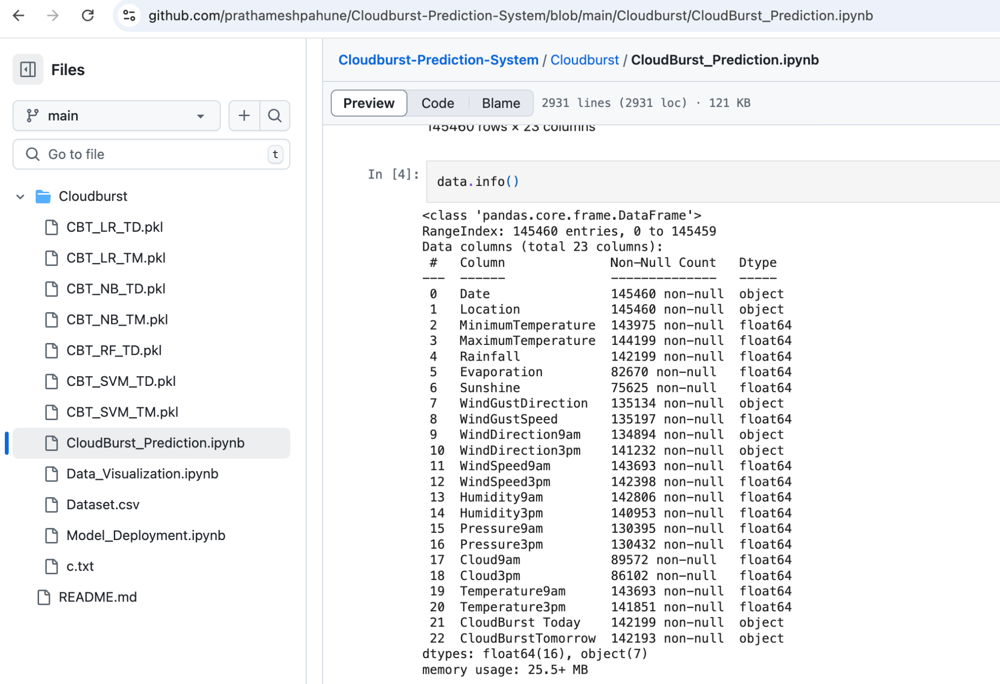 github.com/prathameshpahune/Cloudburst-Prediction-System/blob/main/Cloudburst/CloudBurst_Prediction.ipynb
Files
main
Go to file
t
Cloudburst
CBT_LR_TD.pkl
CBT_LR_TM.pkl
CBT_NB_TD.pkl
CBT_NB_TM.pkl
CBT_RF_TD.pkl
CBT_SVM_TD.pkl
CBT_SVM_TM.pkl
CloudBurst_Prediction.ipynb
Data_Visualization.ipynb
Dataset.csv
Model_Deployment.ipynb
c.txt
README.md
Cloudburst-Prediction-System / Cloudburst / CloudBurst_Prediction.ipynb
Preview Code Blame 2931 lines (2931 loc) · 121 KB
145460 rows × 23 columns
In [4]: data.info()
<class 'pandas.core.frame.DataFrame'>
RangeIndex: 145460 entries, 0 to 145459
Data columns (total 23 columns):
 #   Column             Non-Null Count   Dtype
---  ------             --------------   -----
 0   Date               145460 non-null  object
 1   Location           145460 non-null  object
 2   MinimumTemperature  143975 non-null  float64
 3   MaximumTemperature  144199 non-null  float64
 4   Rainfall           142199 non-null  float64
 5   Evaporation        82670 non-null   float64
 6   Sunshine           75625 non-null   float64
 7   WindGustDirection  135134 non-null  object
 8   WindGustSpeed      135197 non-null  float64
 9   WindDirection9am   134894 non-null  object
 10  WindDirection3pm   141232 non-null  object
 11  WindSpeed9am       143693 non-null  float64
 12  WindSpeed3pm       142398 non-null  float64
 13  Humidity9am        142806 non-null  float64
 14  Humidity3pm        140953 non-null  float64
 15  Pressure9am        130395 non-null  float64
 16  Pressure3pm        130432 non-null  float64
 17  Cloud9am           89572 non-null   float64
 18  Cloud3pm           86102 non-null   float64
 19  Temperature9am     143693 non-null  float64
 20  Temperature3pm     141851 non-null  float64
 21  CloudBurst Today   142199 non-null  object
 22  CloudBurstTomorrow  142193 non-null  object
dtypes: float64(16), object(7)
memory usage: 25.5+ MB